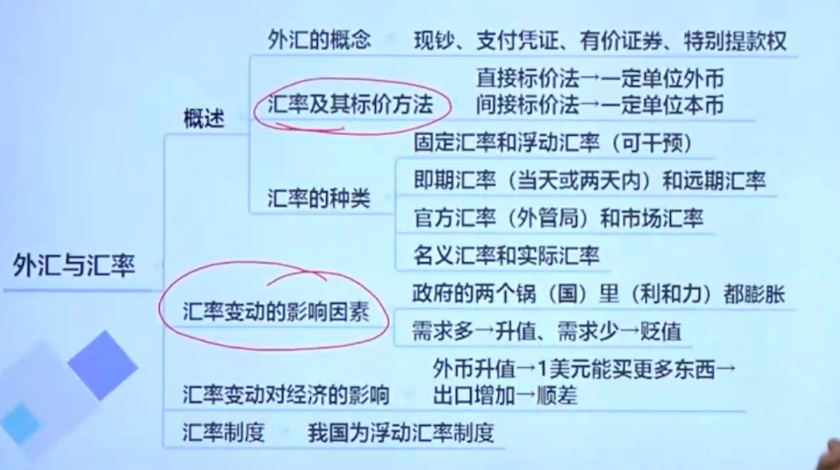 外汇与汇率
概述
外汇的概念
现钞、支付凭证、有价证券、特别提款权
汇率及其标价方法
直接标价法→一定单位外币
间接标价法→一定单位本币
汇率的种类
固定汇率和浮动汇率（可干预）
即期汇率（当天或两天内）和远期汇率
官方汇率（外管局）和市场汇率
名义汇率和实际汇率
汇率变动的影响因素
政府的两个锅（国）里（利和力）都膨胀
需求多→升值、需求少→贬值
汇率变动对经济的影响
外币升值→1美元能买更多东西→
出口增加→顺差
汇率制度
我国为浮动汇率制度